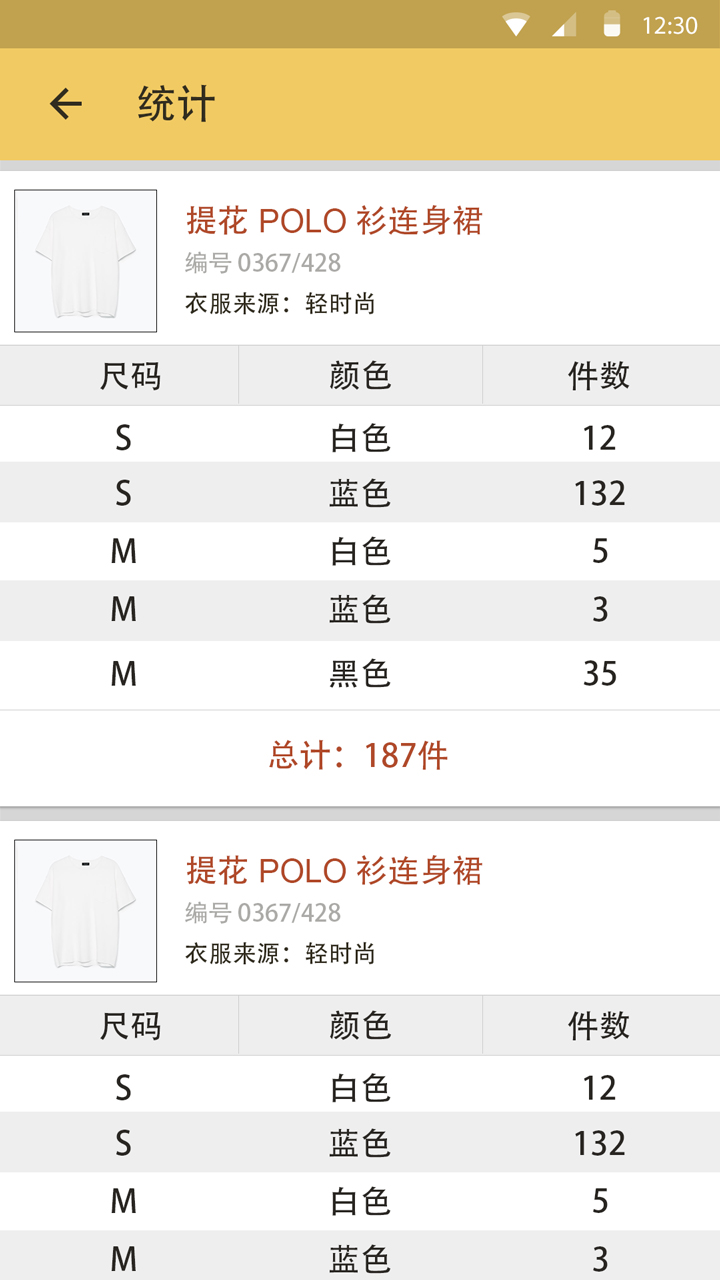 12:30
统计
提花 POLO 衫连身裙
编号 0367/428
衣服来源：轻时尚
尺码 颜色 件数
S 白色 12
S 蓝色 132
M 白色 5
M 蓝色 3
M 黑色 35
总计：187件
提花 POLO 衫连身裙
编号 0367/428
衣服来源：轻时尚
尺码 颜色 件数
S 白色 12
S 蓝色 132
M 白色 5
M 蓝色 3